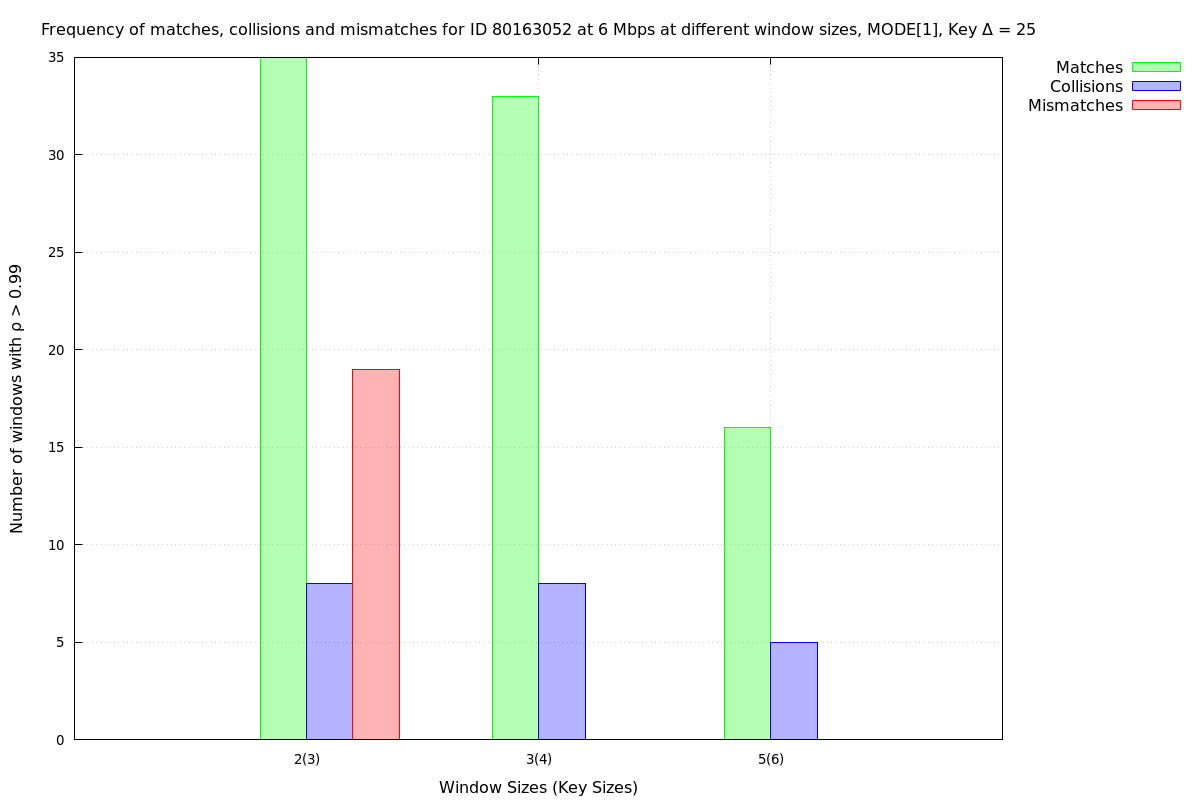 Frequency of matches, collisions and mismatches for ID 80163052 at 6 Mbps at different window sizes, MODE[1], Key Δ = 25
Matches
Collisions
Mismatches
Number of windows with ρ > 0.99
35
30
25
20
15
10
5
0
2(3)
3(4)
5(6)
Window Sizes (Key Sizes)